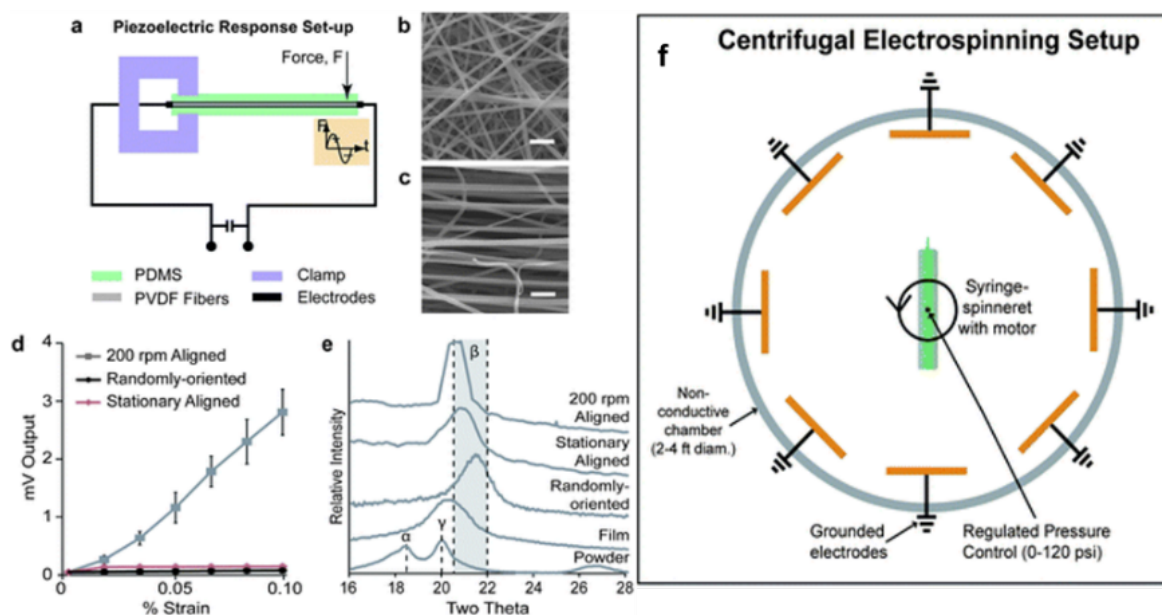 a
Piezoelectric Response Set-up
Force, F
F
t
PDMS
Clamp
PVDF Fibers
Electrodes
b
c
d
4
3
2
1
0
mV Output
200 rpm Aligned
Randomly-oriented
Stationary Aligned
0
0.05
0.10
% Strain
e
Relative Intensity
β
200 rpm
Aligned
Stationary
Aligned
Randomly-
oriented
Film
Powder
α
γ
16
18
20
22
24
26
28
Two Theta
f
Centrifugal Electrospinning Setup
Syringe-
spinneret
with motor
Non-
conductive
chamber
(2-4 ft diam.)
Grounded
electrodes
Regulated Pressure
Control (0-120 psi)